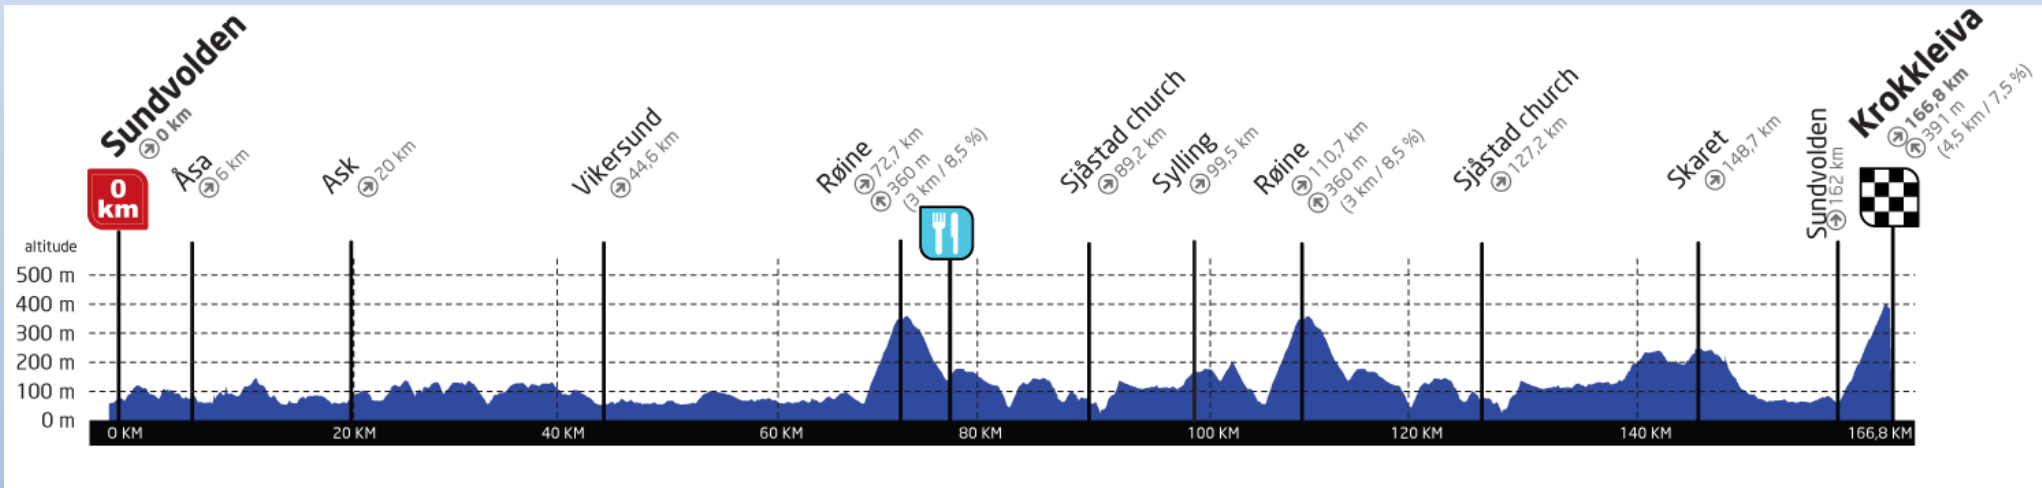 Sundvolden
0 km
0
km
Åsa
6 km
Ask
20 km
Vikersund
44,6 km
Røine
72,7 km
360 m
(3 km / 8,5 %)
Sjåstad church
89,2 km
Sylling
99,5 km
Røine
110,7 km
360 m
(3 km / 8,5 %)
Sjåstad church
127,2 km
Skaret
148,7 km
Sundvolden
162 km
Krokkleiva
166,8 km
391 m
(4,5 km / 7,5 %)
altitude
500 m
400 m
300 m
200 m
100 m
0 m
0 KM
20 KM
40 KM
60 KM
80 KM
100 KM
120 KM
140 KM
166,8 KM